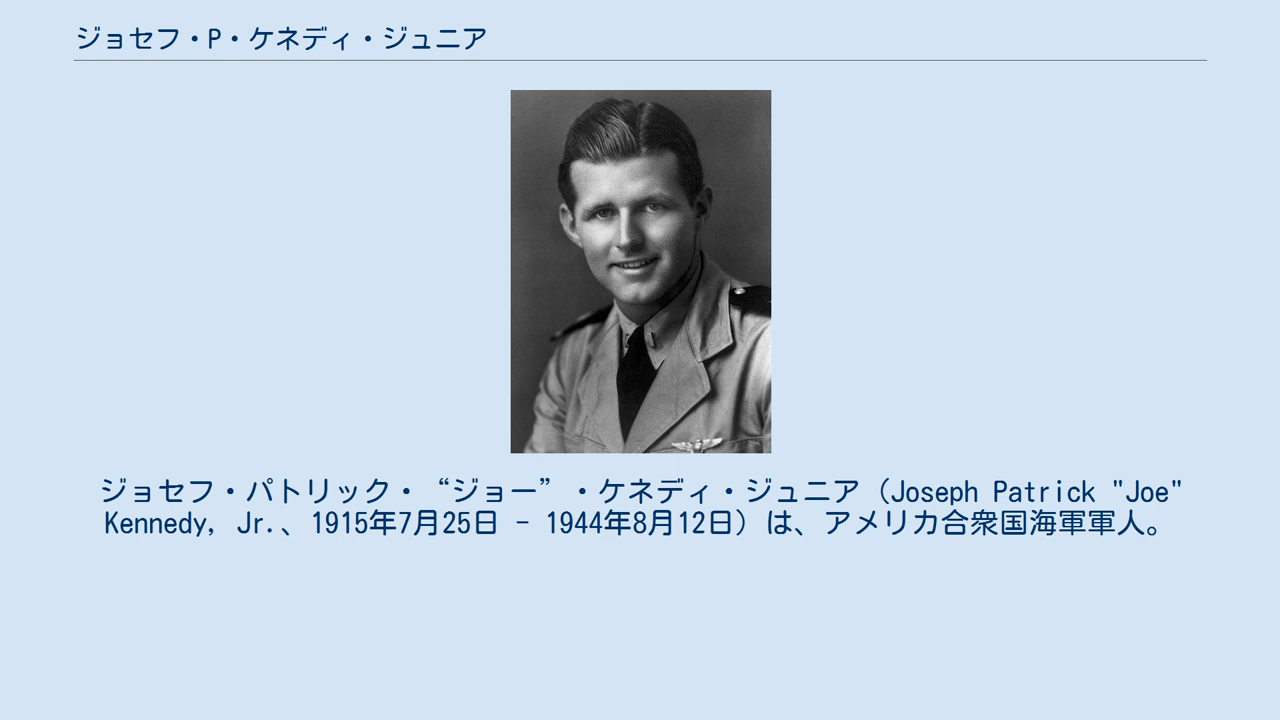 ジョセフ・P・ケネディ・ジュニア
ジョセフ・パトリック・“ジョー”・ケネディ・ジュニア（Joseph Patrick "Joe"
Kennedy, Jr.、1915年7月25日 - 1944年8月12日）は、アメリカ合衆国海軍軍人。